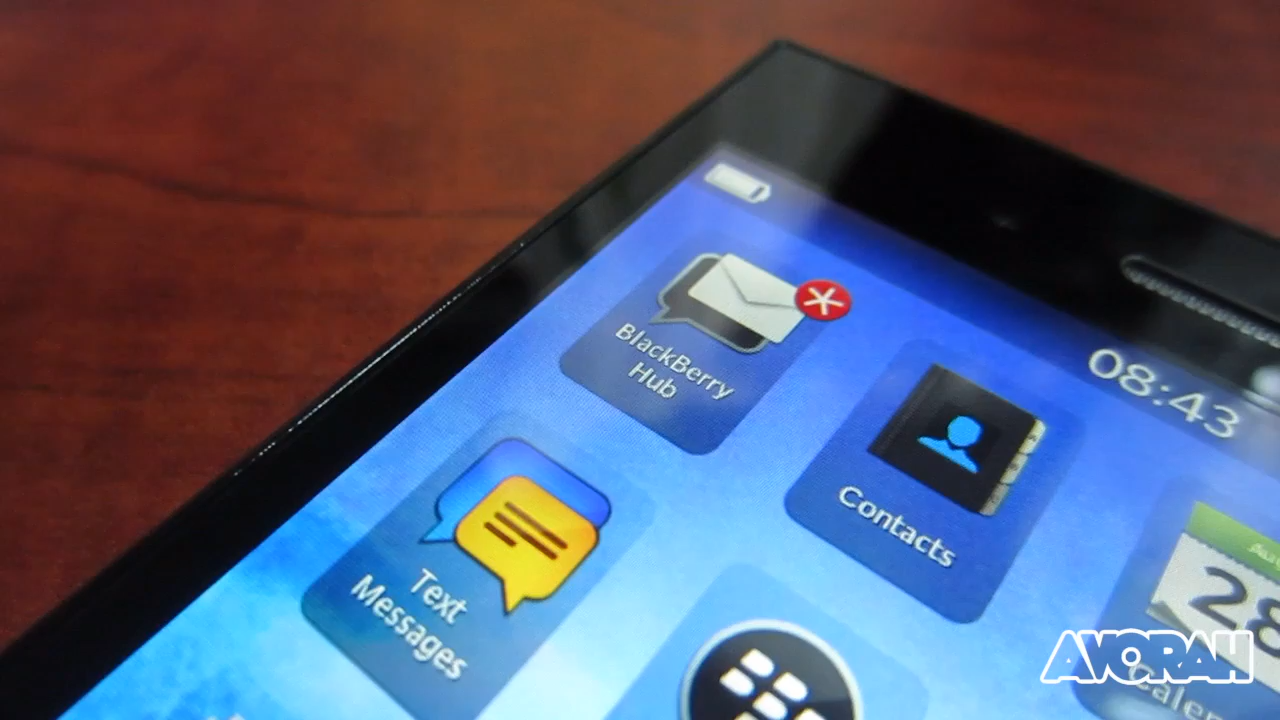 08:43
BlackBerry
Hub
Contacts
Text
Messages
28
AVORAH